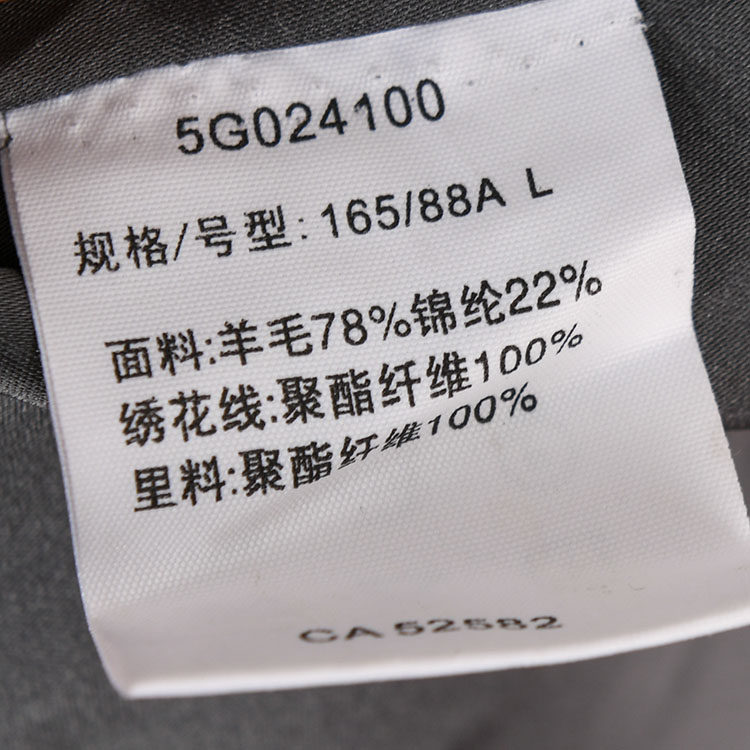 5G024100
规格/号型: 165/88A L
面料:羊毛78%锦纶22%
绣花线:聚酯纤维100%
里料:聚酯纤维100%
CA 52582